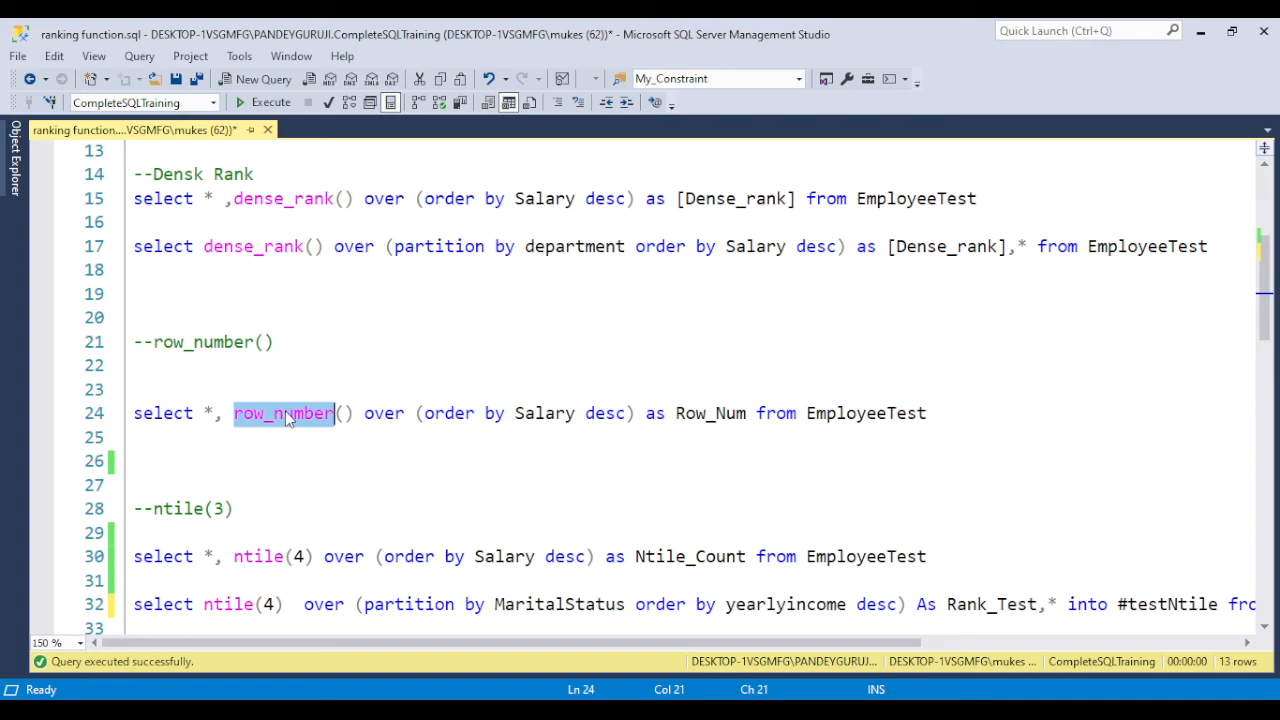 ranking function.sql - DESKTOP-1VSGMFG\PANDEYGURUJI.CompleteSQLTraining (DESKTOP-1VSGMFG\mukes (62))* - Microsoft SQL Server Management Studio
Quick Launch (Ctrl+Q)
File Edit View Query Project Tools Window Help
New Query My_Constraint
CompleteSQLTraining Execute
Object Explorer
ranking function....VSGMFG\mukes (62))*
13
14 --Densk Rank
15 select * ,dense_rank() over (order by Salary desc) as [Dense_rank] from EmployeeTest
16
17 select dense_rank() over (partition by department order by Salary desc) as [Dense_rank],* from EmployeeTest
18
19
20
21 --row_number()
22
23
24 select *, row_number() over (order by Salary desc) as Row_Num from EmployeeTest
25
26
27
28 --ntile(3)
29
30 select *, ntile(4) over (order by Salary desc) as Ntile_Count from EmployeeTest
31
32 select ntile(4)  over (partition by MaritalStatus order by yearlyincome desc) As Rank_Test,* into #testNtile fro
33
150 %
Query executed successfully. DESKTOP-1VSGMFG\PANDEYGURUJ... DESKTOP-1VSGMFG\mukes ... CompleteSQLTraining 00:00:00 13 rows
Ready Ln 24 Col 21 Ch 21 INS